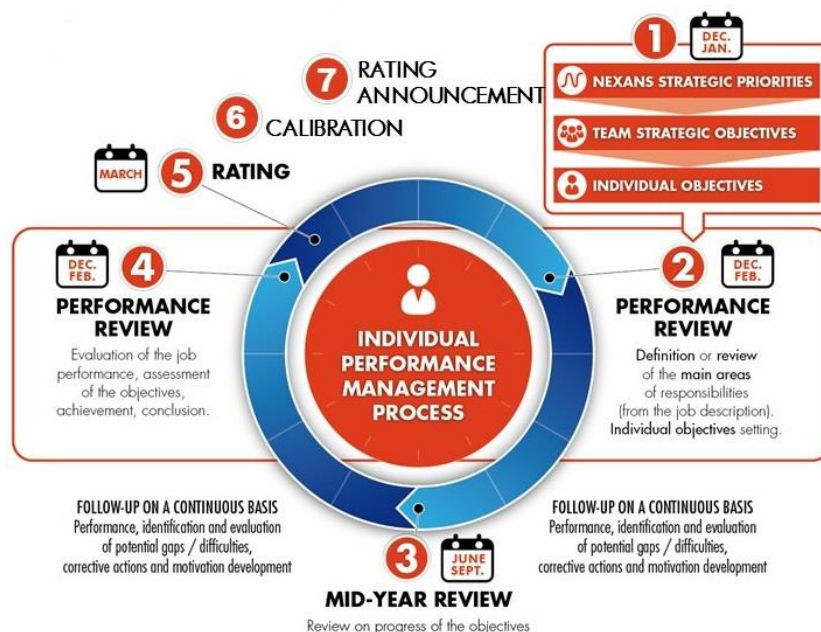 1
DEC.
JAN.
NEXANS STRATEGIC PRIORITIES
TEAM STRATEGIC OBJECTIVES
INDIVIDUAL OBJECTIVES
7
RATING
ANNOUNCEMENT
6
CALIBRATION
MARCH
5
RATING
DEC.
FEB.
4
PERFORMANCE
REVIEW
Evaluation of the job
performance, assessment
of the objectives,
achievement, conclusion.
INDIVIDUAL
PERFORMANCE
MANAGEMENT
PROCESS
2
DEC.
FEB.
PERFORMANCE
REVIEW
Definition or review
of the main areas
of responsibilities
(from the job description).
Individual objectives setting.
FOLLOW-UP ON A CONTINUOUS BASIS
Performance, identification and evaluation
of potential gaps / difficulties,
corrective actions and motivation development
FOLLOW-UP ON A CONTINUOUS BASIS
Performance, identification and evaluation
of potential gaps / difficulties,
corrective actions and motivation development
3
JUNE
SEPT.
MID-YEAR REVIEW
Review on progress of the objectives